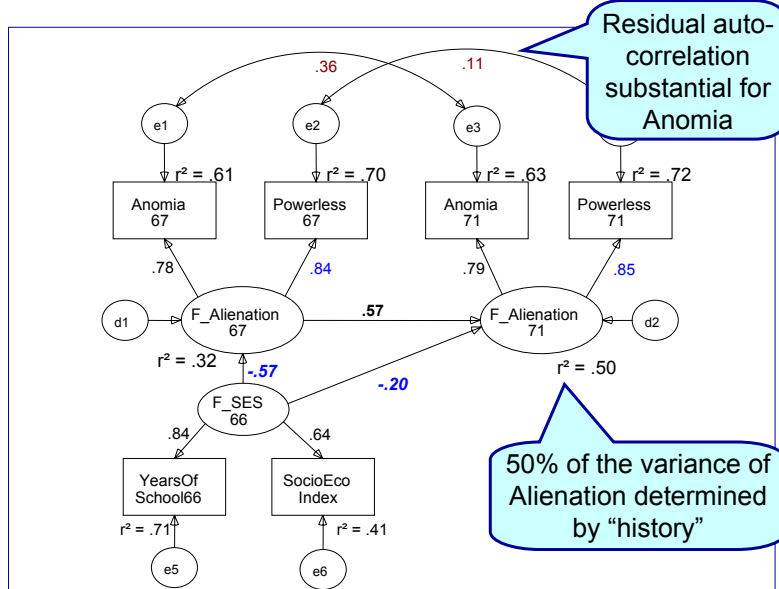 Residual auto-
correlation
substantial for
Anomia
.36
.11
e1
e2
e3
r² = .61
r² = .70
r² = .63
r² = .72
Anomia
67
Powerless
67
Anomia
71
Powerless
71
.78
.84
.79
.85
d1
F_Alienation
67
.57
F_Alienation
71
d2
r² = .32
-.57
-.20
r² = .50
F_SES
66
.84
.64
50% of the variance of
Alienation determined
by “history”
YearsOf
School66
SocioEco
Index
r² = .71
r² = .41
e5
e6